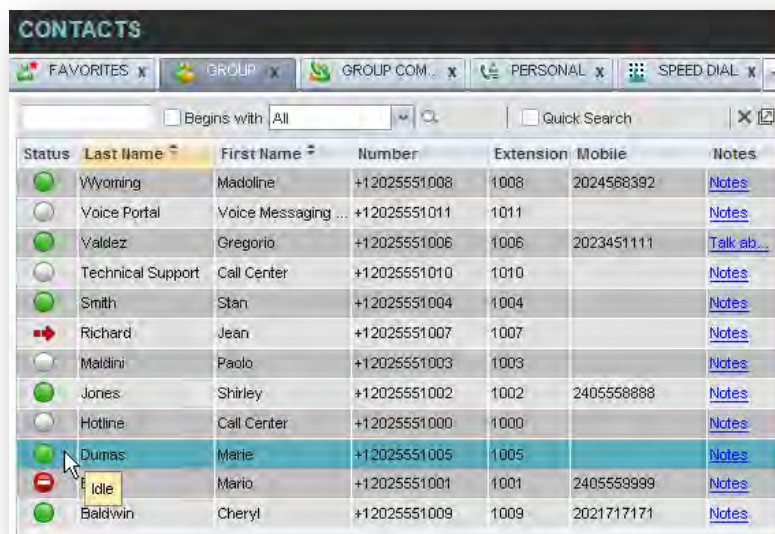 CONTACTS
FAVORITES x GROUP x GROUP COM... x PERSONAL x SPEED DIAL x
Begins with All Quick Search
Status Last Name First Name Number Extension Mobile Notes
Wyoming Madoline +12025551008 1008 2024568392 Notes
Voice Portal Voice Messaging ... +12025551011 1011 Notes
Valdez Gregorio +12025551006 1006 2023451111 Talk ab...
Technical Support Call Center +12025551010 1010 Notes
Smith Stan +12025551004 1004 Notes
Richard Jean +12025551007 1007 Notes
Maldini Paolo +12025551003 1003 Notes
Jones Shirley +12025551002 1002 2405558888 Notes
Hotline Call Center +12025551000 1000 Notes
Dumas Marie +12025551005 1005 Notes
Idle Mario +12025551001 1001 2405559999 Notes
Baldwin Cheryl +12025551009 1009 2021717171 Notes